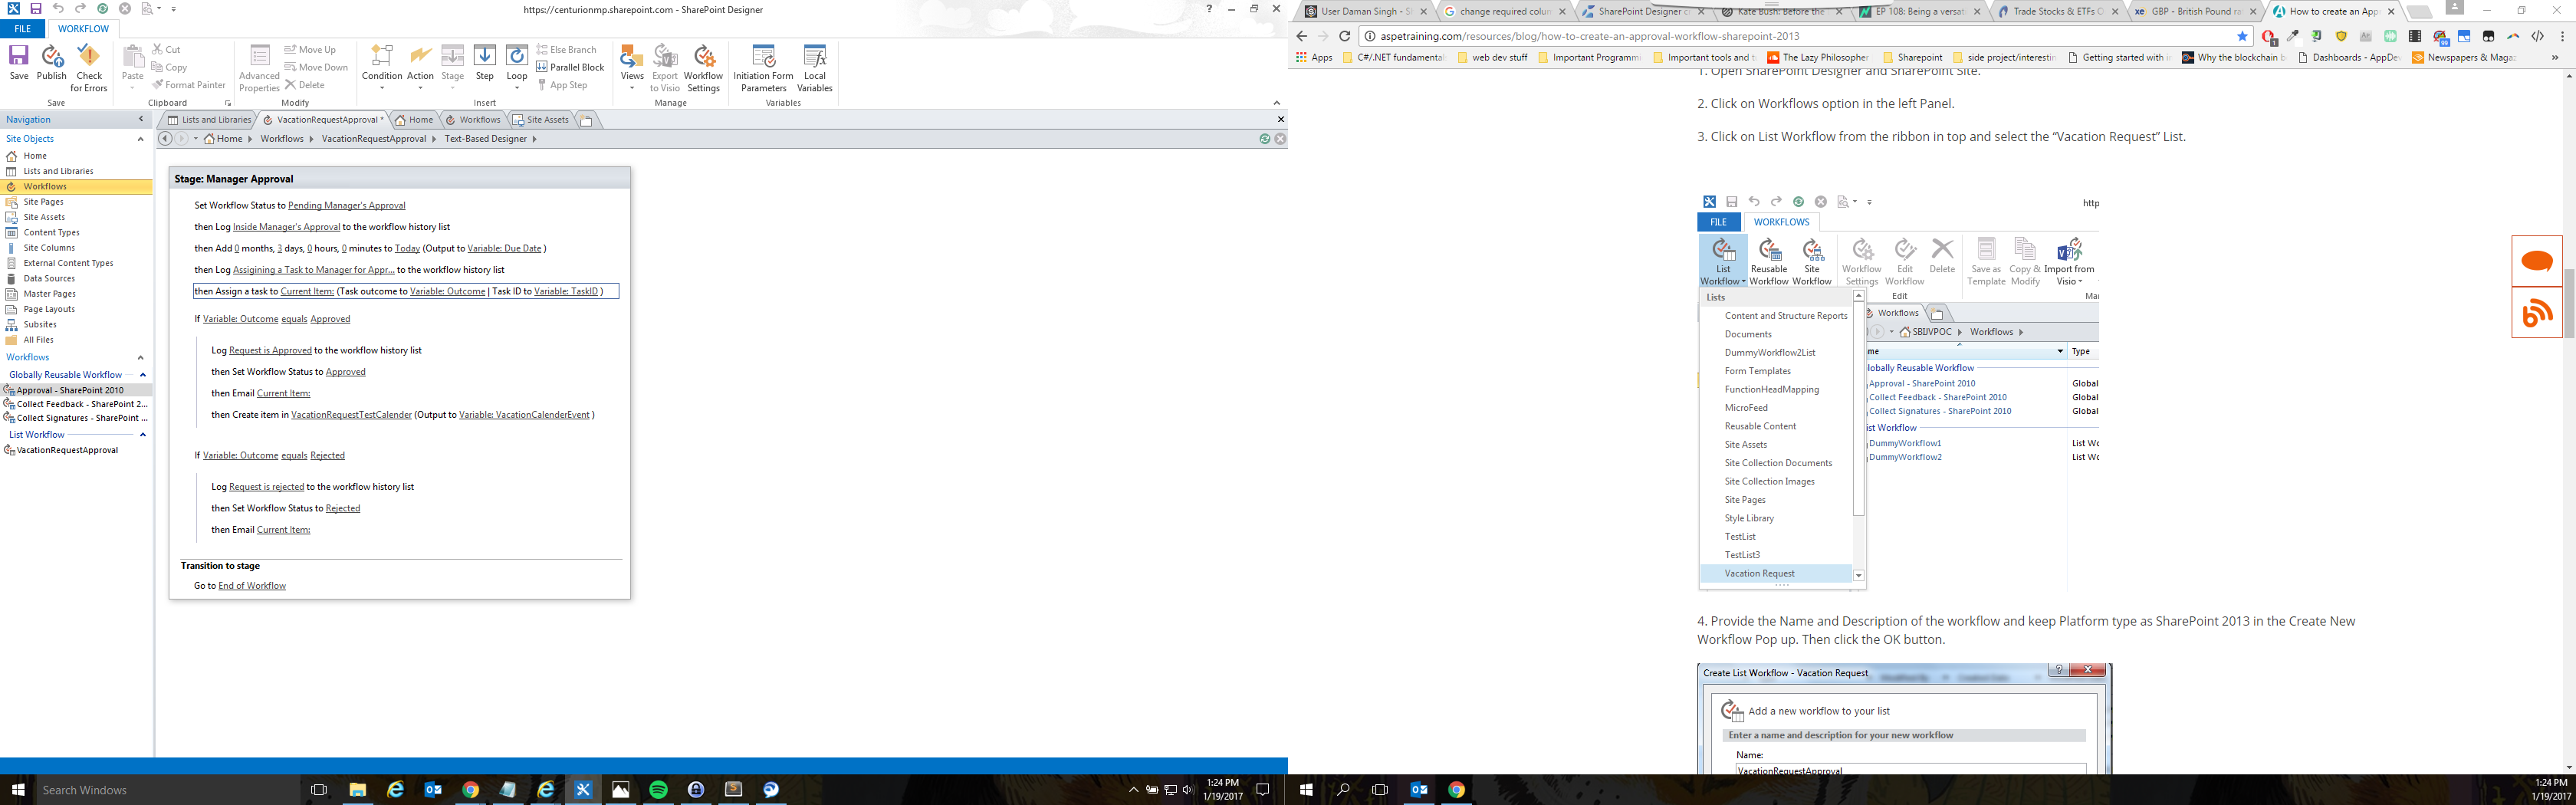 https://centurionmp.sharepoint.com - SharePoint Designer
FILE WORKFLOW
Save Publish Check for Errors
Save
Paste Cut Copy Format Painter
Clipboard
Advanced Properties Move Up Move Down Delete
Modify
Condition Action Stage Step Loop Else Branch Parallel Block App Step
Insert
Views Export to Visio Workflow Settings
Manage
Initiation Form Parameters Local Variables
Variables
Navigation
Lists and Libraries VacationRequestApproval * Home Workflows Site Assets
Home Workflows VacationRequestApproval Text-Based Designer
Site Objects
Home
Lists and Libraries
Workflows
Site Pages
Site Assets
Content Types
Site Columns
External Content Types
Data Sources
Master Pages
Page Layouts
Subsites
All Files
Workflows
Globally Reusable Workflow
Approval - SharePoint 2010
Collect Feedback - SharePoint 2...
Collect Signatures - SharePoint ...
List Workflow
VacationRequestApproval
Stage: Manager Approval
Set Workflow Status to Pending Manager's Approval
then Log Inside Manager's Approval to the workflow history list
then Add 0 months, 3 days, 0 hours, 0 minutes to Today (Output to Variable: Due Date )
then Log Assigining a Task to Manager for Appr... to the workflow history list
then Assign a task to Current Item: (Task outcome to Variable: Outcome | Task ID to Variable: TaskID )
If Variable: Outcome equals Approved
Log Request is Approved to the workflow history list
then Set Workflow Status to Approved
then Email Current Item:
then Create item in VacationRequestTestCalender (Output to Variable: VacationCalenderEvent )
If Variable: Outcome equals Rejected
Log Request is rejected to the workflow history list
then Set Workflow Status to Rejected
then Email Current Item:
Transition to stage
Go to End of Workflow
Search Windows
1:24 PM
1/19/2017
User Daman Singh - S
change required colum
SharePoint Designer c
Kate Bush: Before the
EP 108: Being a versat
Trade Stocks & ETFs O
GBP - British Pound ra
How to create an Appr
aspetraining.com/resources/blog/how-to-create-an-approval-workflow-sharepoint-2013
Apps C#/.NET fundamental web dev stuff Important Programmi Important tools and t The Lazy Philosopher Sharepoint side project/interestin Getting started with i Why the blockchain b Dashboards - AppDev Newspapers & Maga »
1. Open SharePoint Designer and SharePoint Site.
2. Click on Workflows option in the left Panel.
3. Click on List Workflow from the ribbon in top and select the “Vacation Request” List.
http
FILE WORKFLOWS
List Workflow Reusable Workflow Site Workflow Workflow Settings Edit Workflow Delete Save as Template Copy & Modify Import from Visio
Edit Ma
Workflows
SBIJVPOC Workflows
me Type
Lists
Content and Structure Reports
Documents
DummyWorkflow2List
Form Templates
FunctionHeadMapping
MicroFeed
Reusable Content
Site Assets
Site Collection Documents
Site Collection Images
Site Pages
Style Library
TestList
TestList3
Vacation Request
lobally Reusable Workflow
Approval - SharePoint 2010 Global
Collect Feedback - SharePoint 2010 Global
Collect Signatures - SharePoint 2010 Global
ist Workflow
DummyWorkflow1 List Wo
DummyWorkflow2 List Wo
4. Provide the Name and Description of the workflow and keep Platform type as SharePoint 2013 in the Create New
Workflow Pop up. Then click the OK button.
Create List Workflow - Vacation Request
Add a new workflow to your list
Enter a name and description for your new workflow
Name:
VacationRequestApproval
1:24 PM
1/19/2017